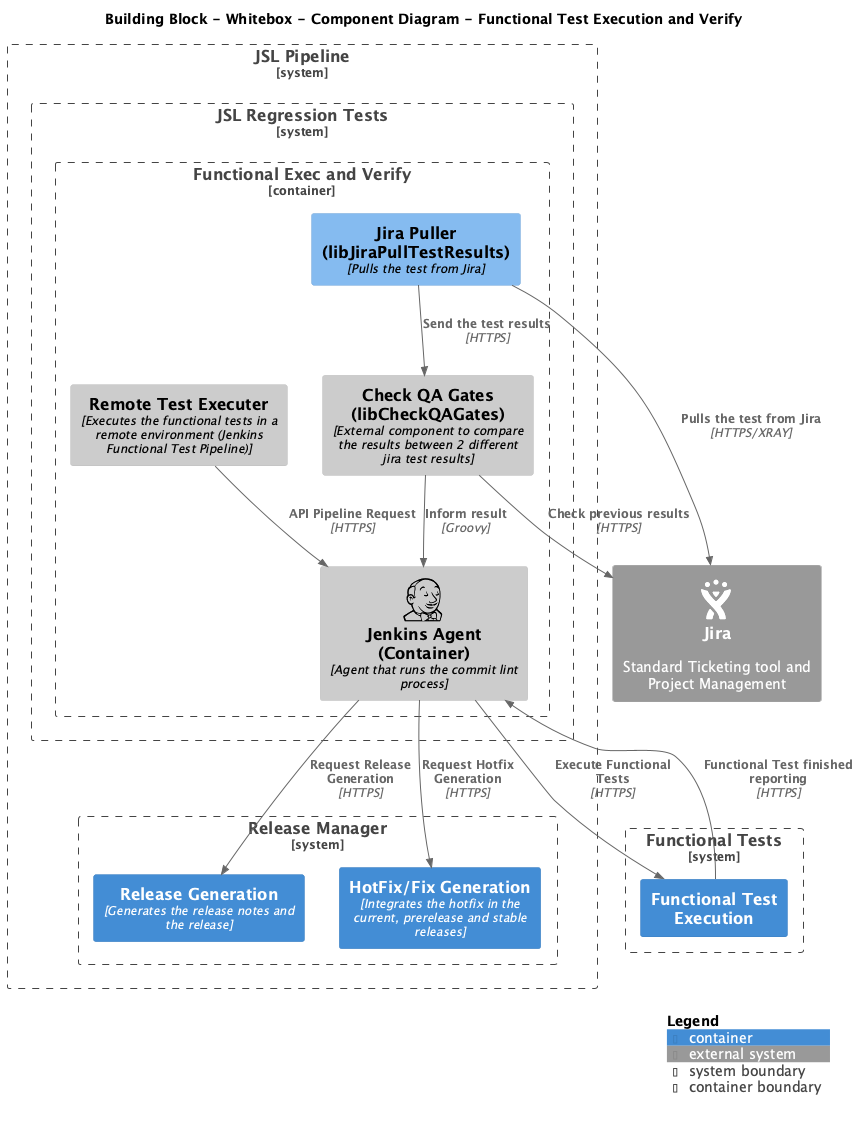 Building Block - Whitebox - Component Diagram - Functional Test Execution and Verify
JSL Pipeline
[system]
JSL Regression Tests
[system]
Functional Exec and Verify
[container]
Jira Puller
(libJiraPullTestResults)
[Pulls the test from Jira]
Send the test results
[HTTPS]
Remote Test Executer
[Executes the functional tests in a
remote environment (Jenkins
Functional Test Pipeline)]
Check QA Gates
(libCheckQAGates)
[External component to compare
the results between 2 different
jira test results]
Pulls the test from Jira
[HTTPS/XRAY]
API Pipeline Request
[HTTPS]
Inform result
[Groovy]
Check previous results
[HTTPS]
Jenkins Agent
(Container)
[Agent that runs the commit lint
process]
Jira
Standard Ticketing tool and
Project Management
Request Release
Generation
[HTTPS]
Request Hotfix
Generation
[HTTPS]
Execute Functional
Tests
[HTTPS]
Functional Test finished
reporting
[HTTPS]
Release Manager
[system]
Release Generation
[Generates the release notes and
the release]
HotFix/Fix Generation
[Integrates the hotfix in the
current, prerelease and stable
releases]
Functional Tests
[system]
Functional Test
Execution
Legend
container
external system
system boundary
container boundary